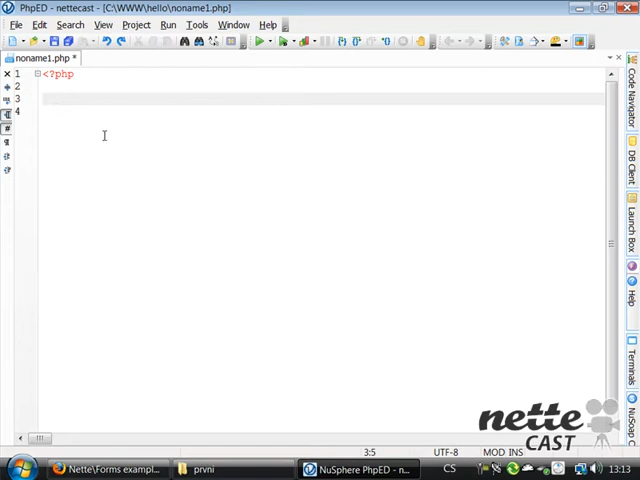 PhpED - nettecast - [C:\WWW\hello\noname1.php]
File Edit Search View Project Run Tools Window Help
noname1.php *
1 <?php
2
3
4
Code Navigator
DB Client
Launch Box
Help
Terminals
NuSoap C
nette
CAST
3:5 UTF-8 MOD INS
Nette\Forms exampl... prvni NuSphere PhpED - n... CS 13:13